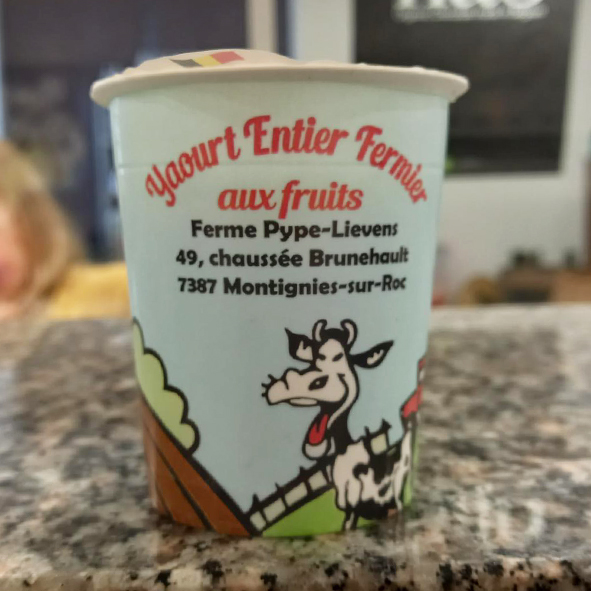 Yaourt Entier Fermier
aux fruits
Ferme Pype-Lievens
49, chaussée Brunehault
7387 Montignies-sur-Roc